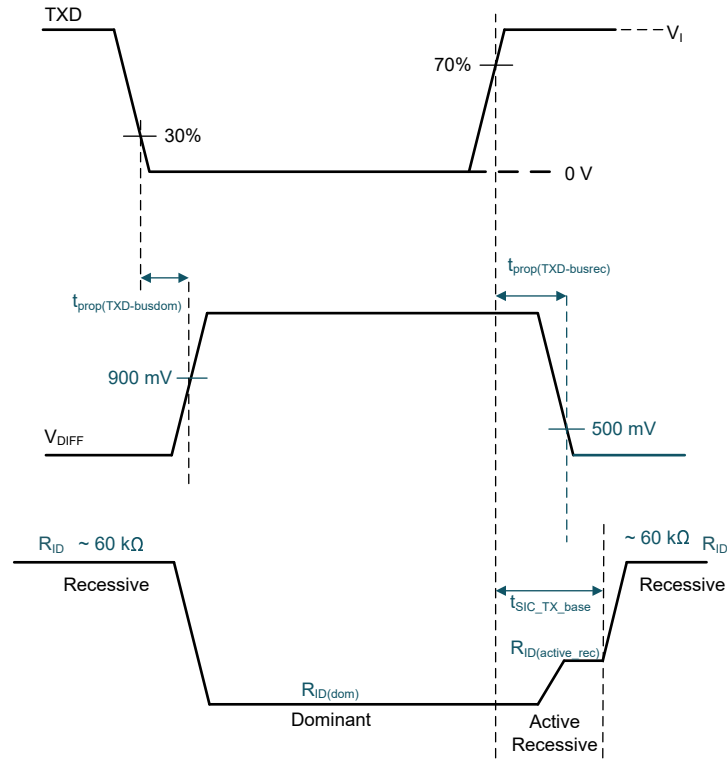 TXD
V_I
70%
30%
0 V
t_prop(TXD-busrec)
t_prop(TXD-busdom)
900 mV
500 mV
V_DIFF
R_ID ~ 60 kΩ
~ 60 kΩ R_ID
Recessive
Recessive
t_SIC_TX_base
R_ID(active_rec)
R_ID(dom)
Dominant
Active
Recessive